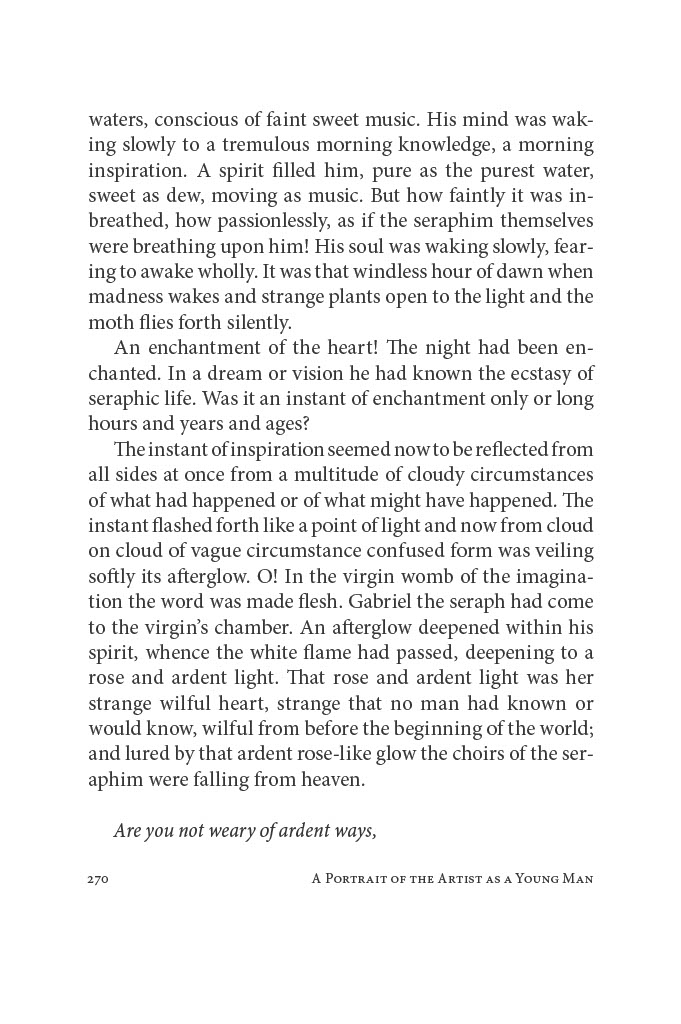 waters, conscious of faint sweet music. His mind was wak-
ing slowly to a tremulous morning knowledge, a morning
inspiration. A spirit filled him, pure as the purest water,
sweet as dew, moving as music. But how faintly it was in-
breathed, how passionlessly, as if the seraphim themselves
were breathing upon him! His soul was waking slowly, fear-
ing to awake wholly. It was that windless hour of dawn when
madness wakes and strange plants open to the light and the
moth flies forth silently.
An enchantment of the heart! The night had been en-
chanted. In a dream or vision he had known the ecstasy of
seraphic life. Was it an instant of enchantment only or long
hours and years and ages?
The instant of inspiration seemed now to be reflected from
all sides at once from a multitude of cloudy circumstances
of what had happened or of what might have happened. The
instant flashed forth like a point of light and now from cloud
on cloud of vague circumstance confused form was veiling
softly its afterglow. O! In the virgin womb of the imagina-
tion the word was made flesh. Gabriel the seraph had come
to the virgin’s chamber. An afterglow deepened within his
spirit, whence the white flame had passed, deepening to a
rose and ardent light. That rose and ardent light was her
strange wilful heart, strange that no man had known or
would know, wilful from before the beginning of the world;
and lured by that ardent rose-like glow the choirs of the ser-
aphim were falling from heaven.
Are you not weary of ardent ways,
270 A Portrait of the Artist as a Young Man